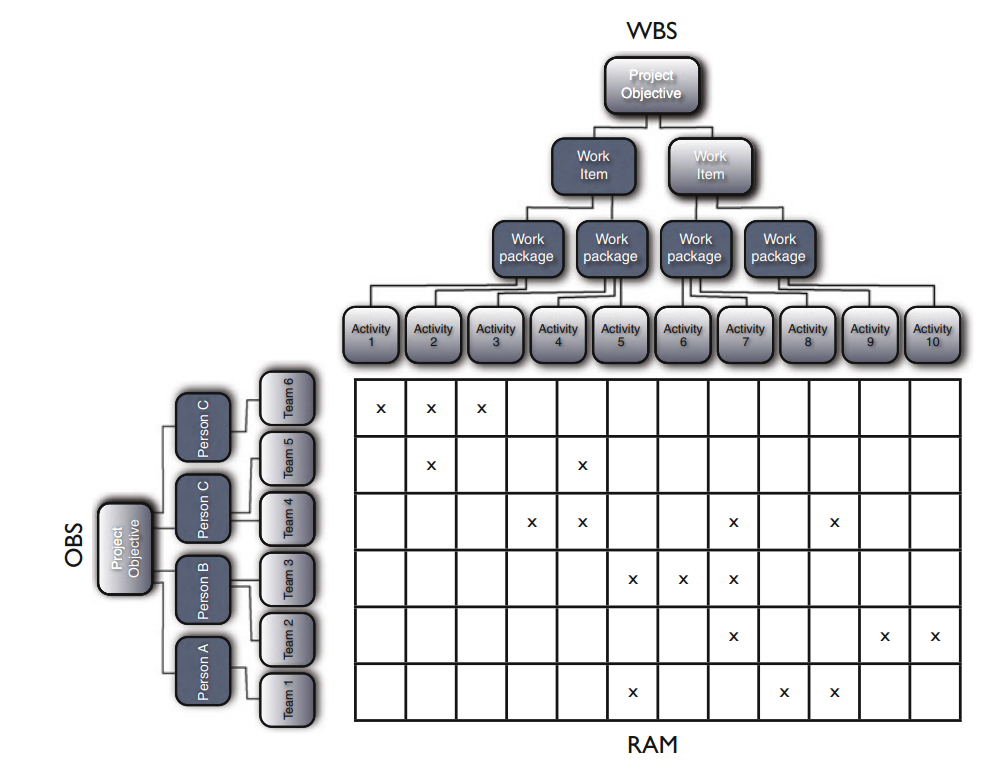 WBS
Project
Objective
Work
Item
Work
Item
Work
package
Work
package
Work
package
Work
package
Activity
1
Activity
2
Activity
3
Activity
4
Activity
5
Activity
6
Activity
7
Activity
8
Activity
9
Activity
10
OBS
Project
Objective
Person C
Person C
Person B
Person A
Team 6
Team 5
Team 4
Team 3
Team 2
Team 1
x x x
x x
x x x x
x x x
x x x
x x x
RAM